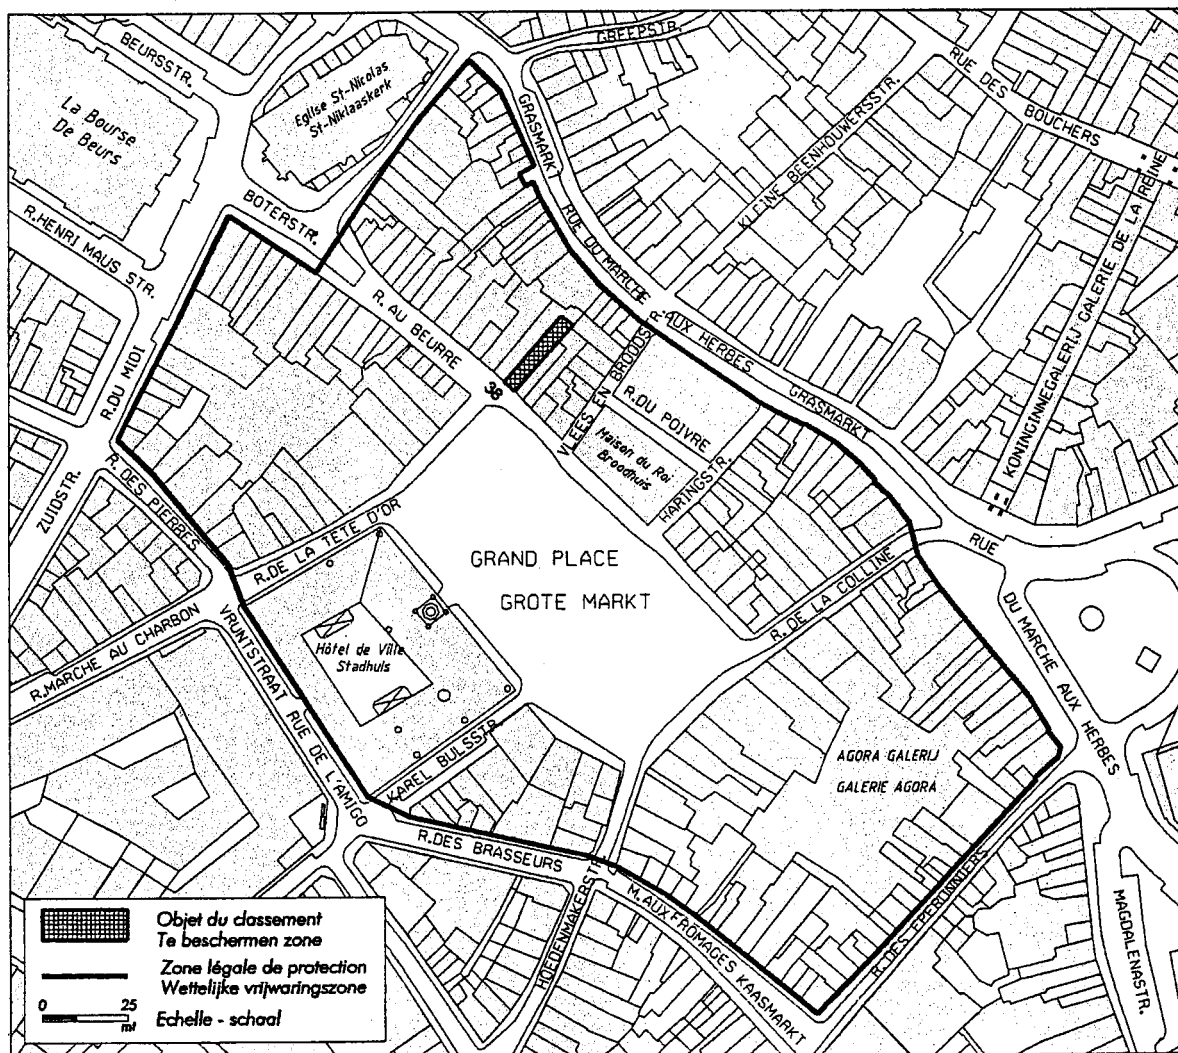 BEURSSTR.
GREEPSTR.
La Bourse
De Beurs
Eglise St-Nicolas
St-Niklaaskerk
GRASMARKT
RUE DES BOUCHERS
KLEINE BEENHOUWERSSTR.
KONINGINNEGALERIJ GALERIE DE LA REINE
R.HENRI MAUS STR.
BOTERSTR.
RUE DU MARCHE AUX HERBES GRASMARKT
R. AU BEURRE
38
R. DU MIDI
ZUIDSTR.
VLEES EN BROODSTR.
R. DU POIVRE
Maison du Roi
Broodhuis
HARINGSTR.
R. DES PIERRES
R. DE LA TÊTE D'OR
GRAND PLACE
GROTE MARKT
R. DE LA COLLINE
RUE DU MARCHE AUX HERBES
R. MARCHE AU CHARBON
VRUNTSTRAAT RUE DE L'AMIGO
Hôtel de Ville
Stadhuis
KAREL BULSSTR.
AGORA GALERIJ
GALERIE AGORA
R. DES BRASSEURS
HOEDENMAKERSTR.
M. AUX FROMAGES KAASMARKT
R. DES EPERONNIERS
MAGDALENASTR.
Objet du classement
Te beschermen zone
Zone légale de protection
Wettelijke vrijwaringszone
0 25
mt
Echelle - schaal